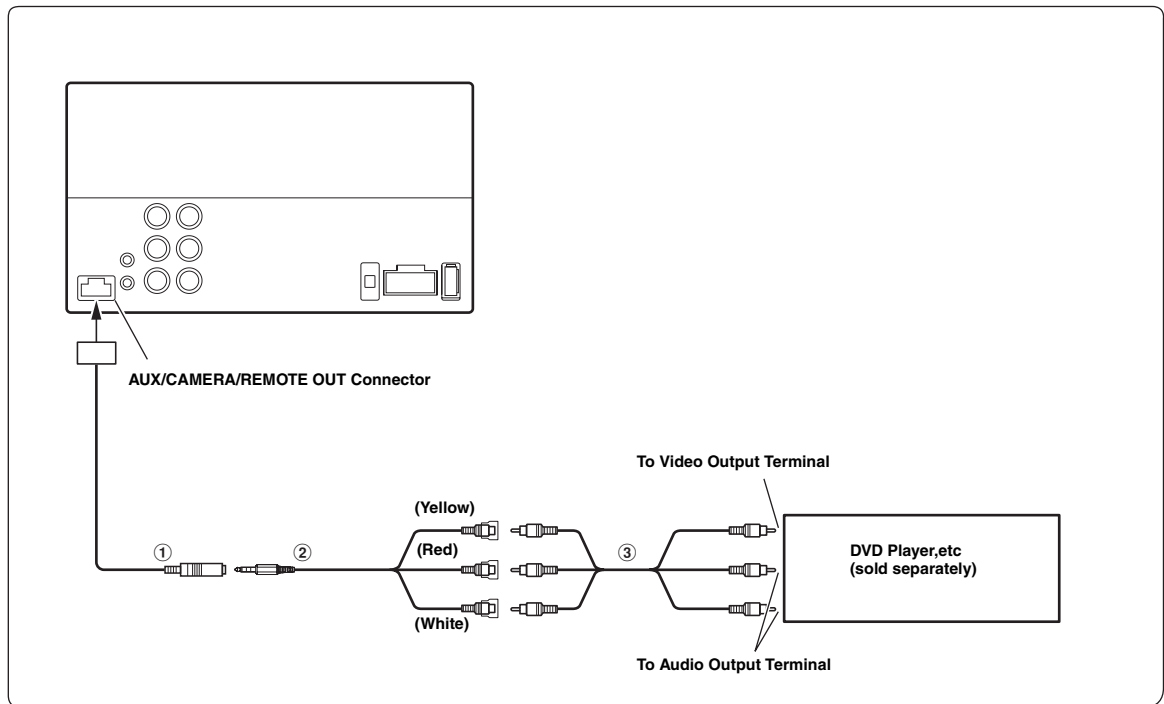 AUX/CAMERA/REMOTE OUT Connector
To Video Output Terminal
(Yellow)
① ② (Red) ③
DVD Player,etc
(sold separately)
(White)
To Audio Output Terminal